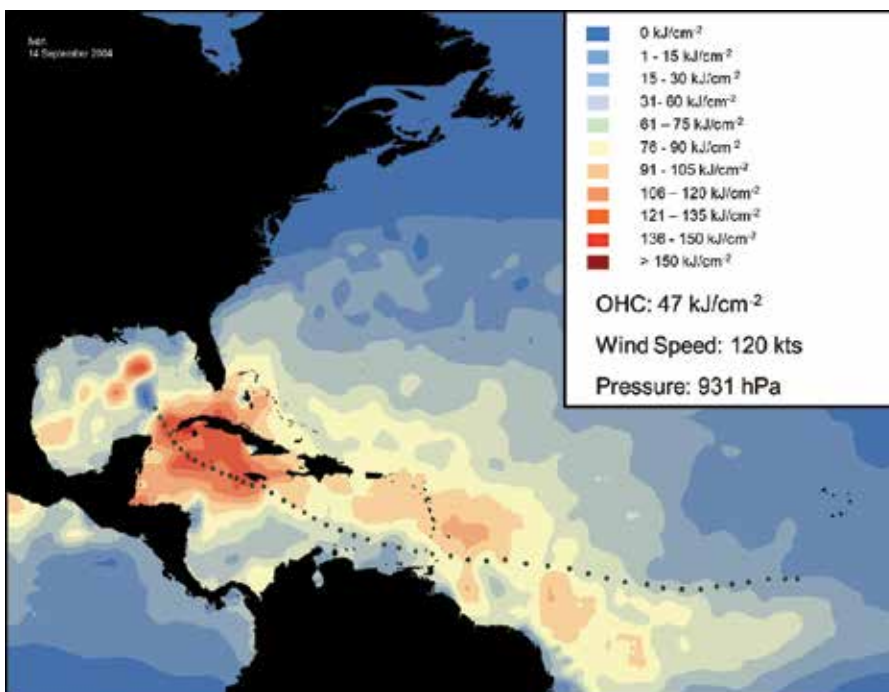 Ivan
14 September 2004
0 kJ/cm-2
1 - 15 kJ/cm-2
15 - 30 kJ/cm-2
31- 60 kJ/cm-2
61 – 75 kJ/cm-2
76 - 90 kJ/cm-2
91 - 105 kJ/cm-2
106 – 120 kJ/cm-2
121 – 135 kJ/cm-2
136 - 150 kJ/cm-2
> 150 kJ/cm-2
OHC: 47 kJ/cm-2
Wind Speed: 120 kts
Pressure: 931 hPa